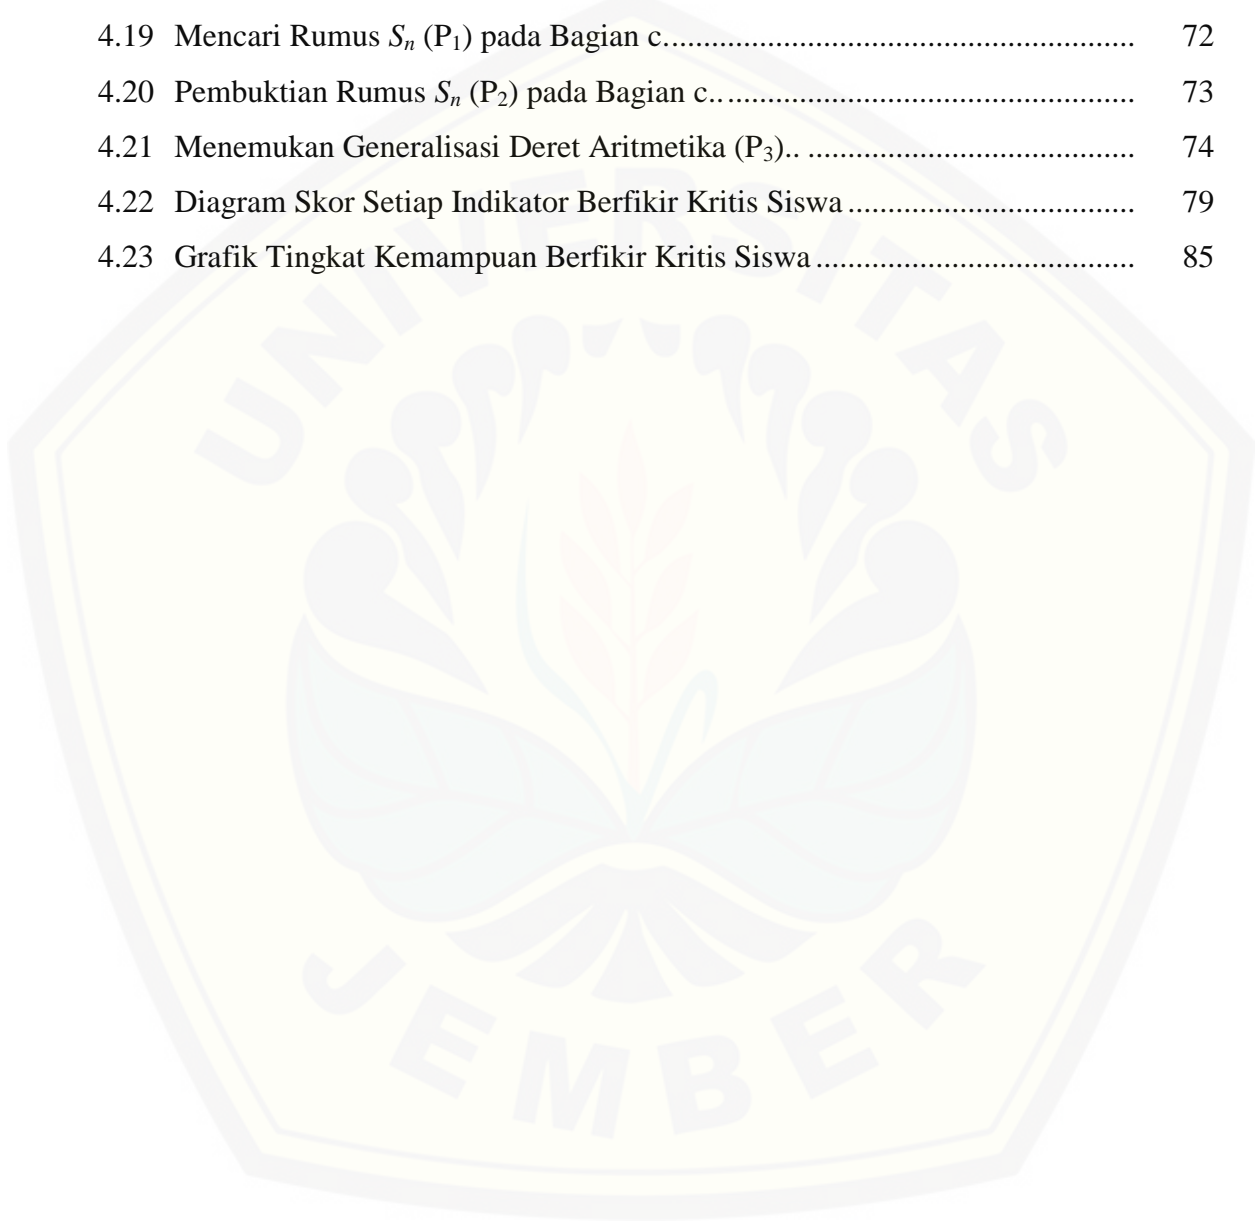 4.19 Mencari Rumus Sₙ (P₁) pada Bagian c.......................................................... 72
4.20 Pembuktian Rumus Sₙ (P₂) pada Bagian c..................................................... 73
4.21 Menemukan Generalisasi Deret Aritmetika (P₃).. ......................................... 74
4.22 Diagram Skor Setiap Indikator Berfikir Kritis Siswa .................................... 79
4.23 Grafik Tingkat Kemampuan Berfikir Kritis Siswa ........................................ 85
UNIVERSITAS
JEMBER